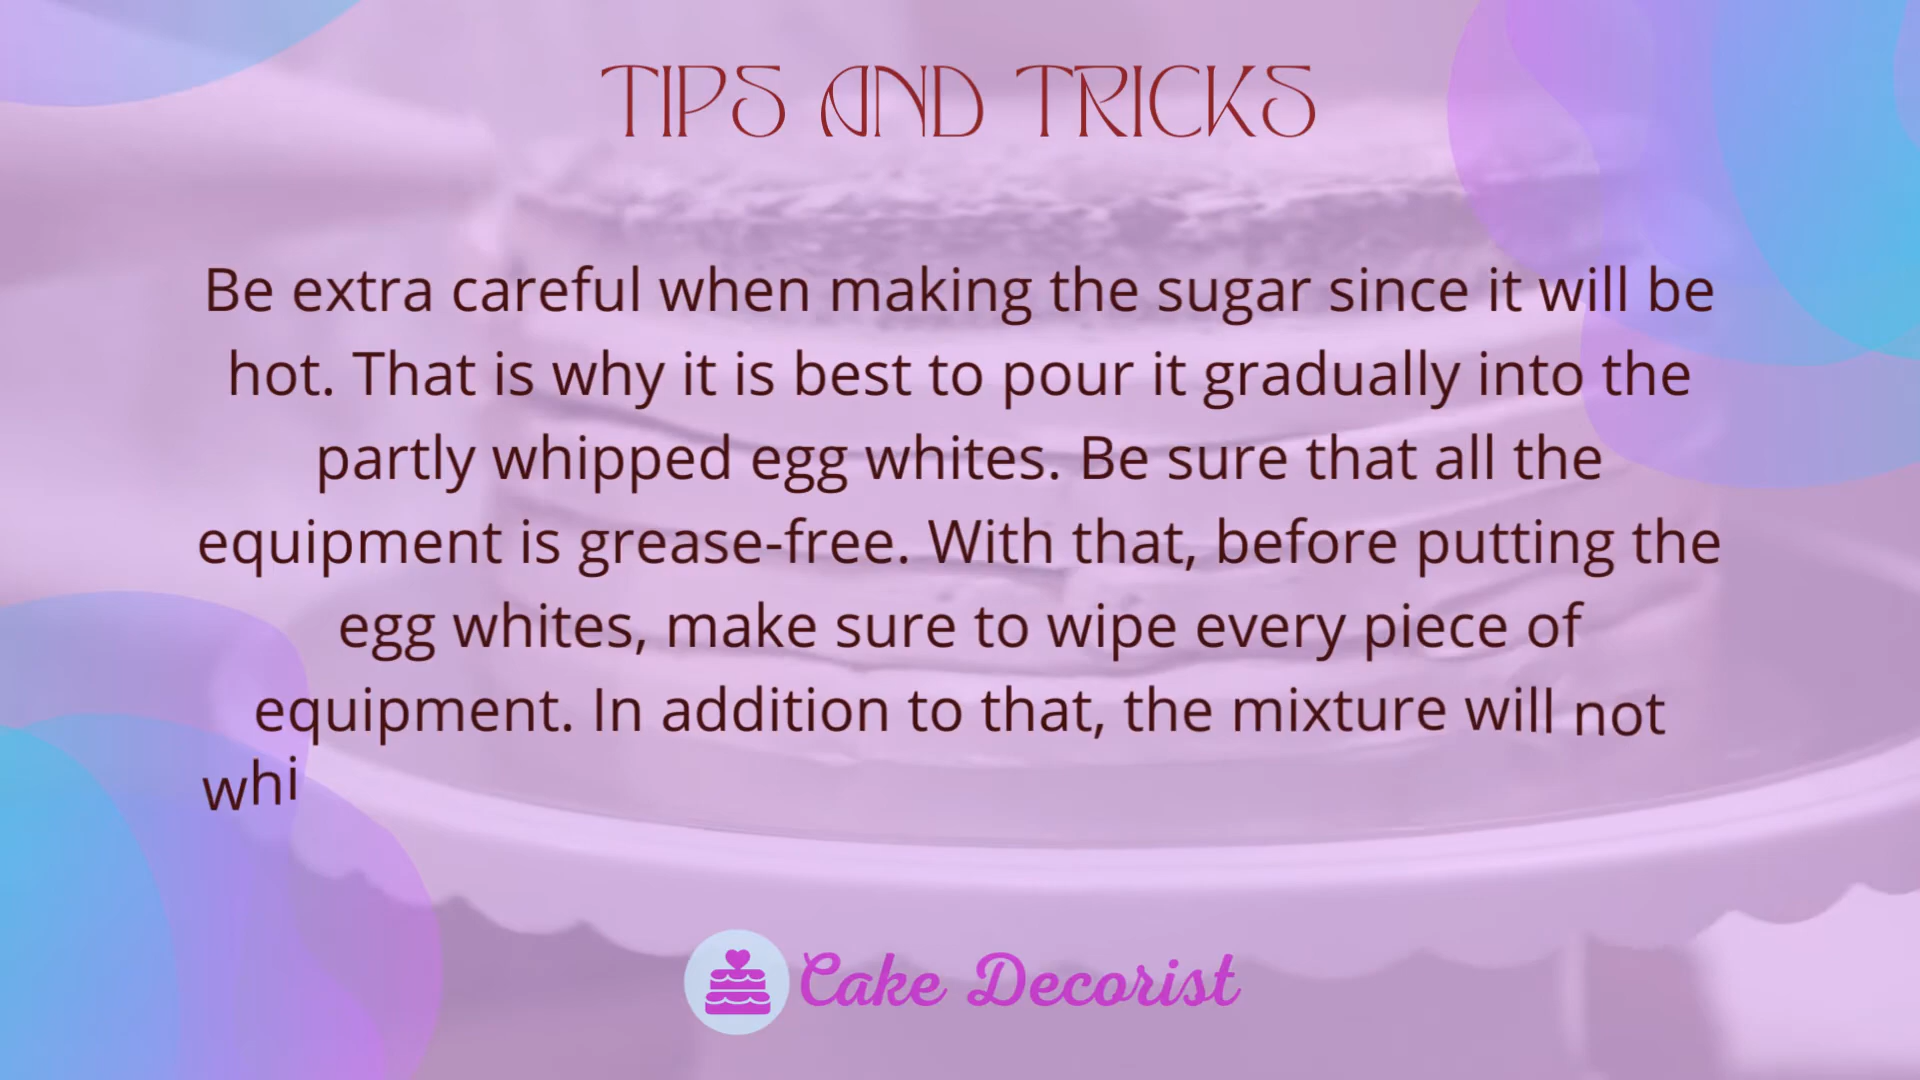 TIPS AND TRICKS
Be extra careful when making the sugar since it will be
hot. That is why it is best to pour it gradually into the
partly whipped egg whites. Be sure that all the
equipment is grease-free. With that, before putting the
egg whites, make sure to wipe every piece of
equipment. In addition to that, the mixture will not
whi
Cake Decorist